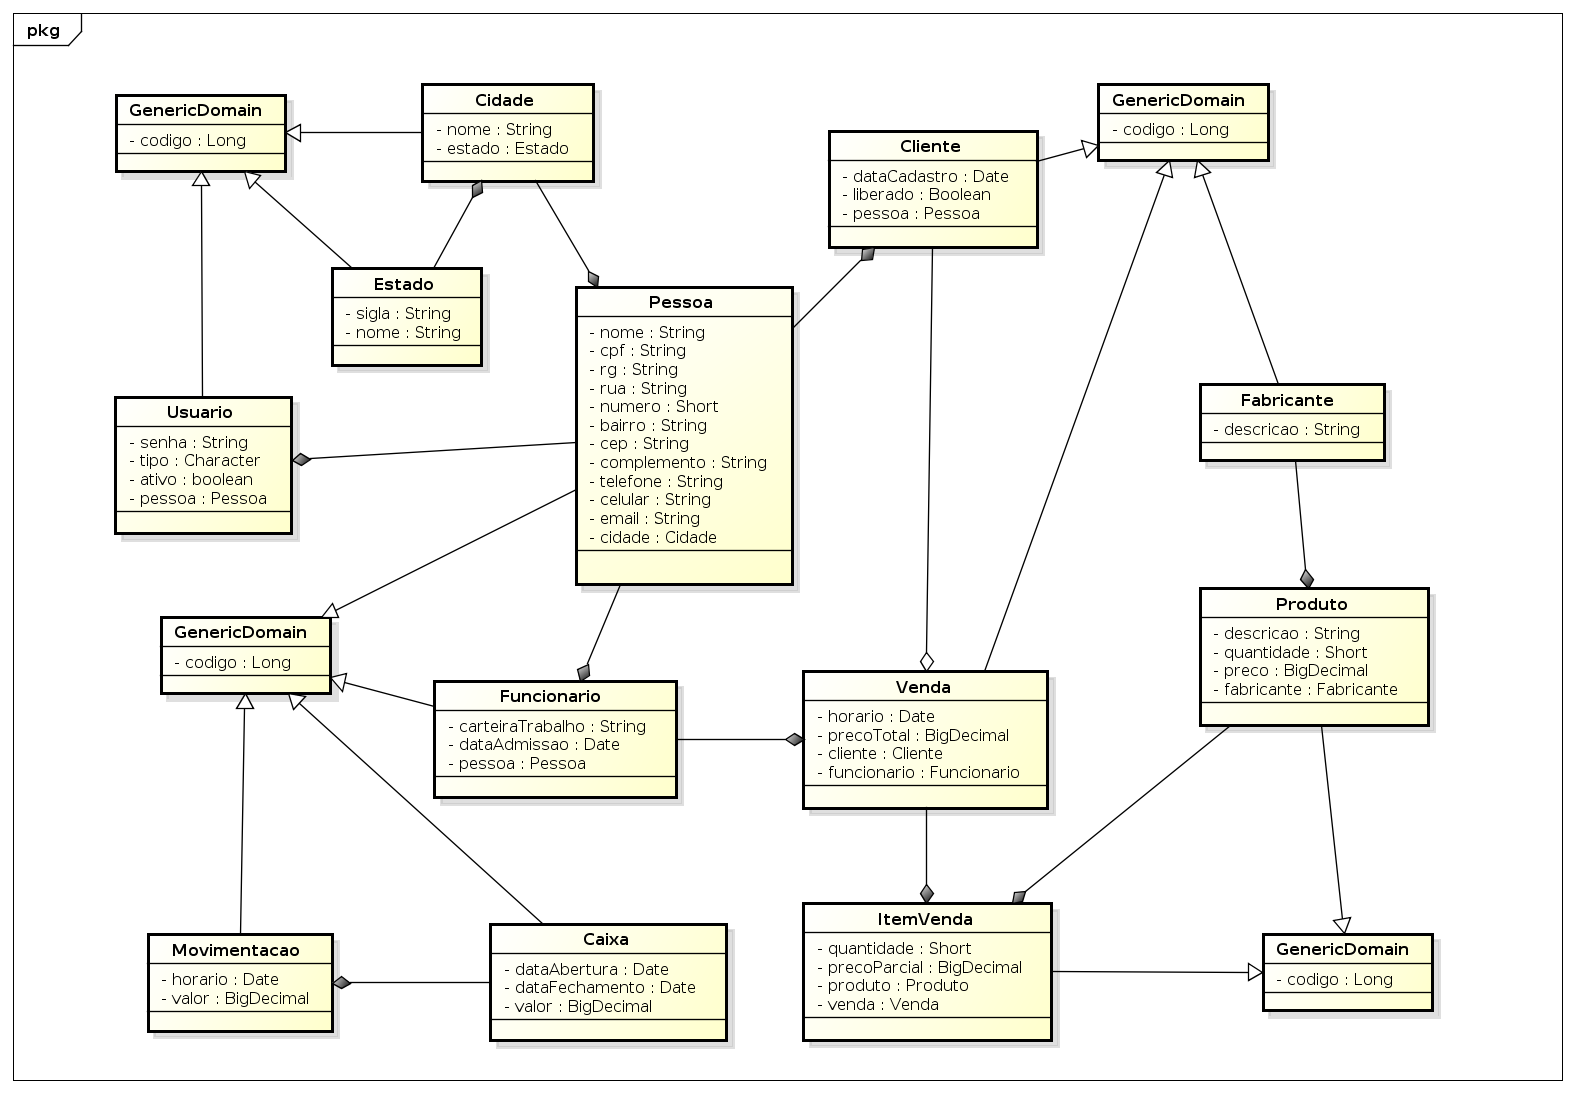 pkg
GenericDomain
- codigo : Long
Cidade
- nome : String
- estado : Estado
Cliente
- dataCadastro : Date
- liberado : Boolean
- pessoa : Pessoa
GenericDomain
- codigo : Long
Estado
- sigla : String
- nome : String
Pessoa
- nome : String
- cpf : String
- rg : String
- rua : String
- numero : Short
- bairro : String
- cep : String
- complemento : String
- telefone : String
- celular : String
- email : String
- cidade : Cidade
Usuario
- senha : String
- tipo : Character
- ativo : boolean
- pessoa : Pessoa
Fabricante
- descricao : String
GenericDomain
- codigo : Long
Funcionario
- carteiraTrabalho : String
- dataAdmissao : Date
- pessoa : Pessoa
Venda
- horario : Date
- precoTotal : BigDecimal
- cliente : Cliente
- funcionario : Funcionario
Produto
- descricao : String
- quantidade : Short
- preco : BigDecimal
- fabricante : Fabricante
Movimentacao
- horario : Date
- valor : BigDecimal
Caixa
- dataAbertura : Date
- dataFechamento : Date
- valor : BigDecimal
ItemVenda
- quantidade : Short
- precoParcial : BigDecimal
- produto : Produto
- venda : Venda
GenericDomain
- codigo : Long